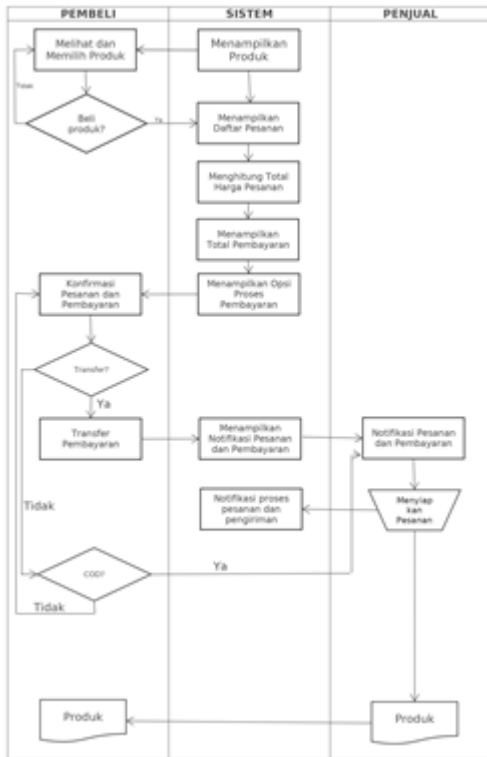 PEMBELI
SISTEM
PENJUAL
Melihat dan
Memilih Produk
Menampilkan
Produk
Tidak
Beli
produk?
Ya
Menampilkan
Daftar Pesanan
Menghitung Total
Harga Pesanan
Menampilkan
Total Pembayaran
Konfirmasi
Pesanan dan
Pembayaran
Menampilkan Opsi
Proses
Pembayaran
Transfer?
Ya
Transfer
Pembayaran
Menampilkan
Notifikasi Pesanan
dan Pembayaran
Notifikasi Pesanan
dan Pembayaran
Tidak
Notifikasi proses
pesanan dan
pengiriman
Menyiap
kan
Pesanan
COD?
Ya
Tidak
Produk
Produk